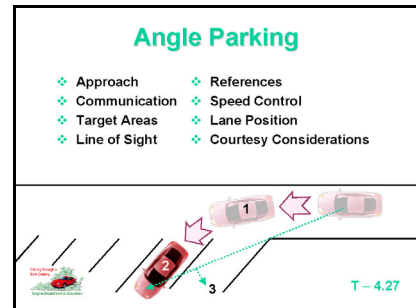 Angle Parking
Approach
Communication
Target Areas
Line of Sight
References
Speed Control
Lane Position
Courtesy Considerations
1
2
3
T – 4.27